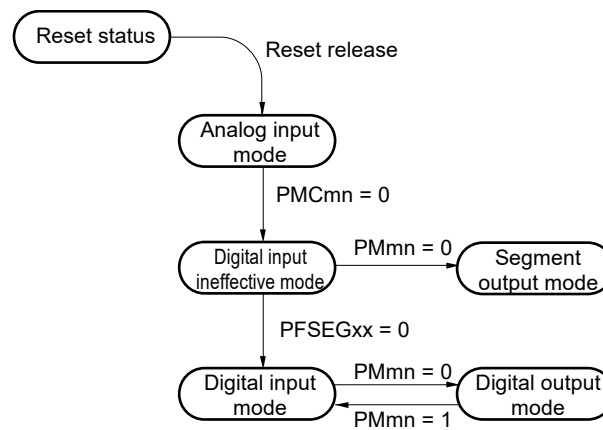 Reset status
Reset release
Analog input
mode
PMCmn = 0
Digital input
ineffective mode
PMmn = 0
Segment
output mode
PFSEGxx = 0
Digital input
mode
PMmn = 0
PMmn = 1
Digital output
mode